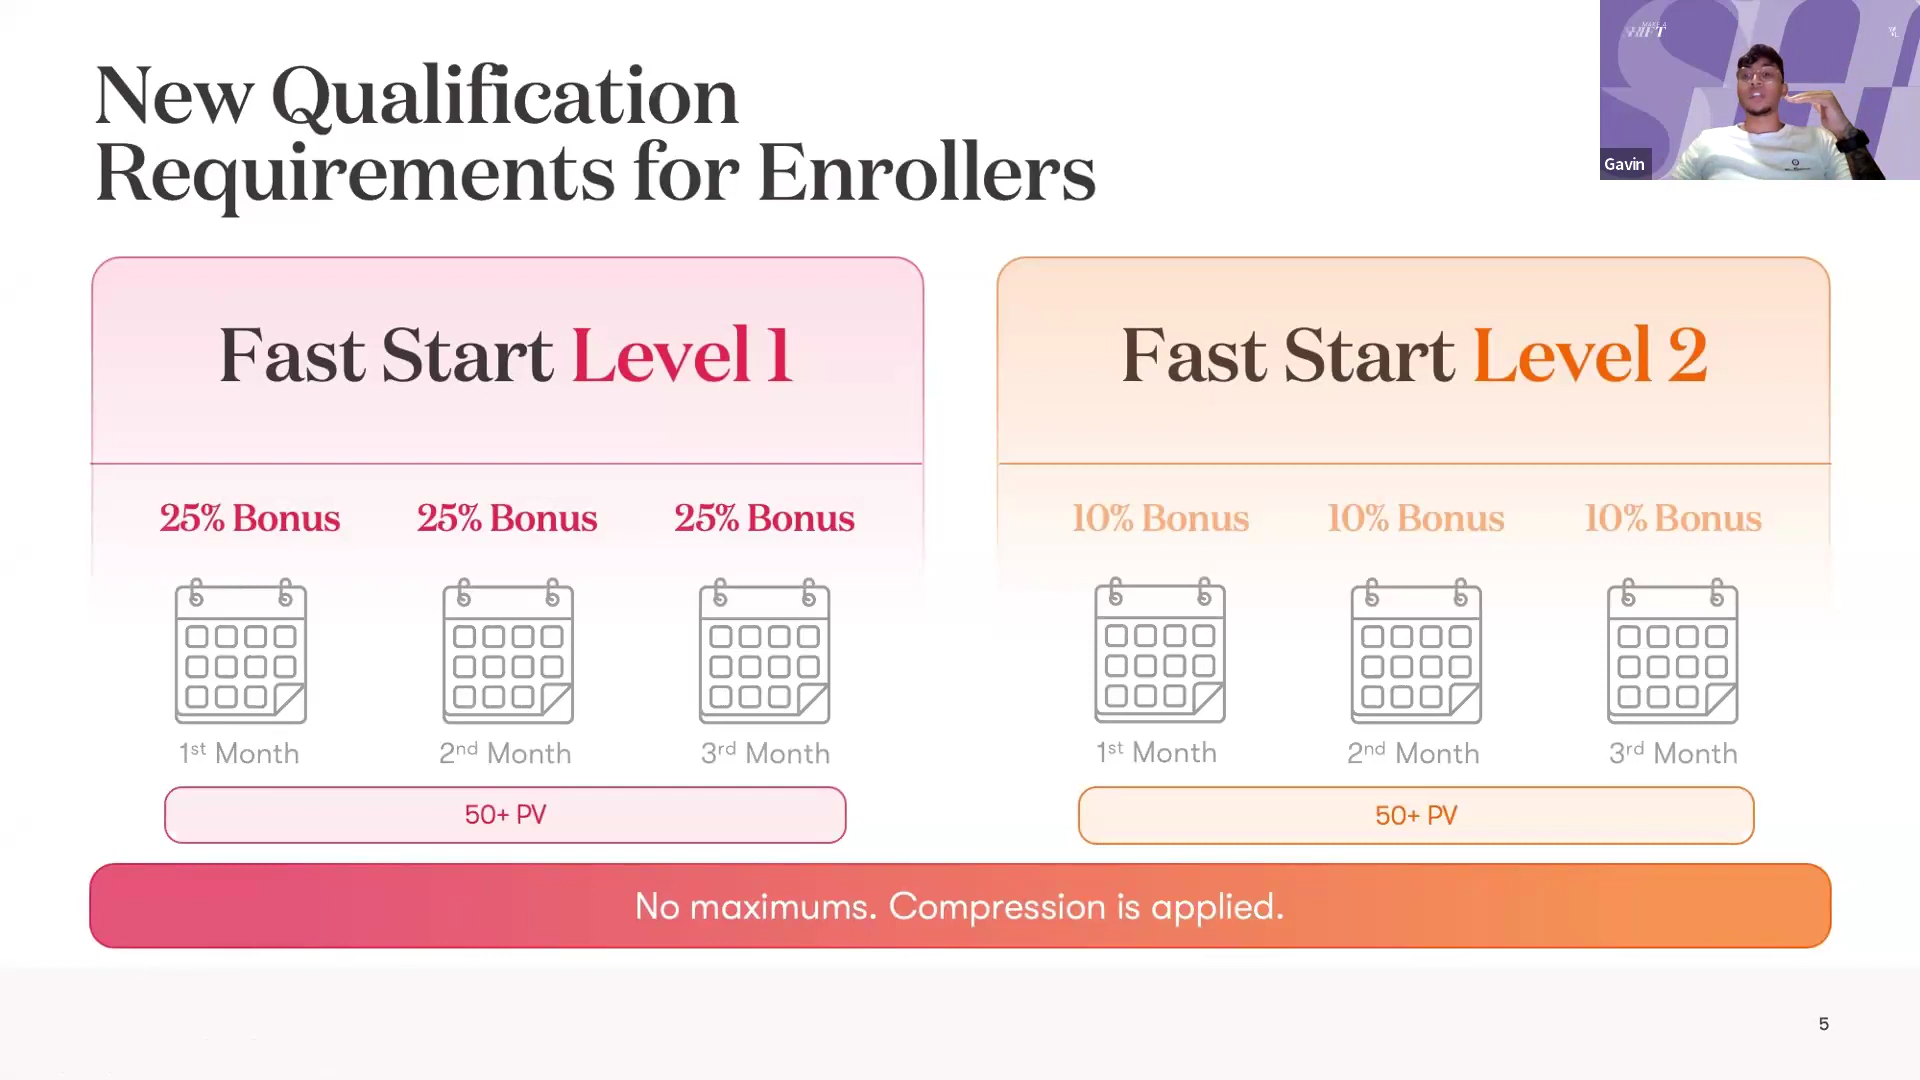 New Qualification
Requirements for Enrollers
Gavin
Fast Start Level 1
25% Bonus 25% Bonus 25% Bonus
1st Month 2nd Month 3rd Month
50+ PV
Fast Start Level 2
10% Bonus 10% Bonus 10% Bonus
1st Month 2nd Month 3rd Month
50+ PV
No maximums. Compression is applied.
5